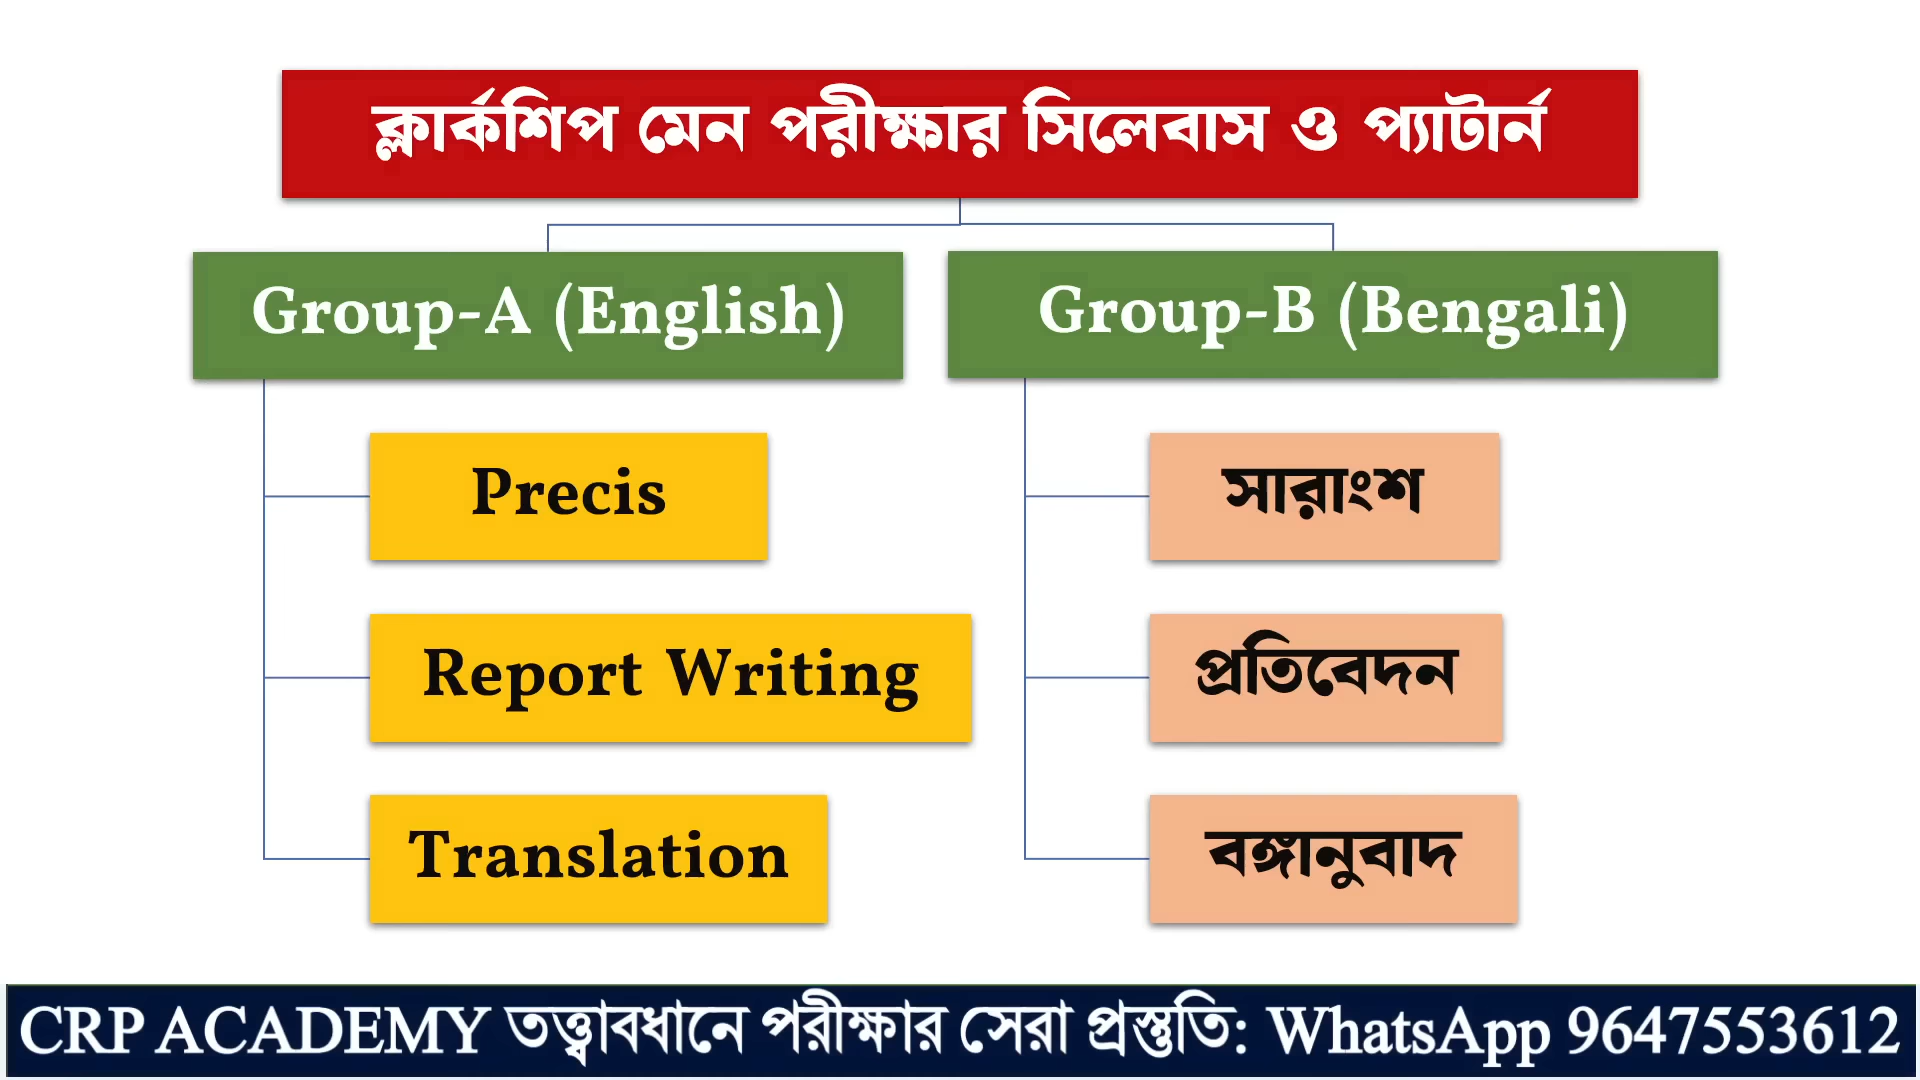 ক্লার্কশিপ মেন পরীক্ষার সিলেবাস ও প্যাটার্ন
Group-A (English)
Precis
Report Writing
Translation
Group-B (Bengali)
সারাংশ
প্রতিবেদন
বঙ্গানুবাদ
CRP ACADEMY তত্ত্বাবধানে পরীক্ষার সেরা প্রস্তুতি: WhatsApp 9647553612